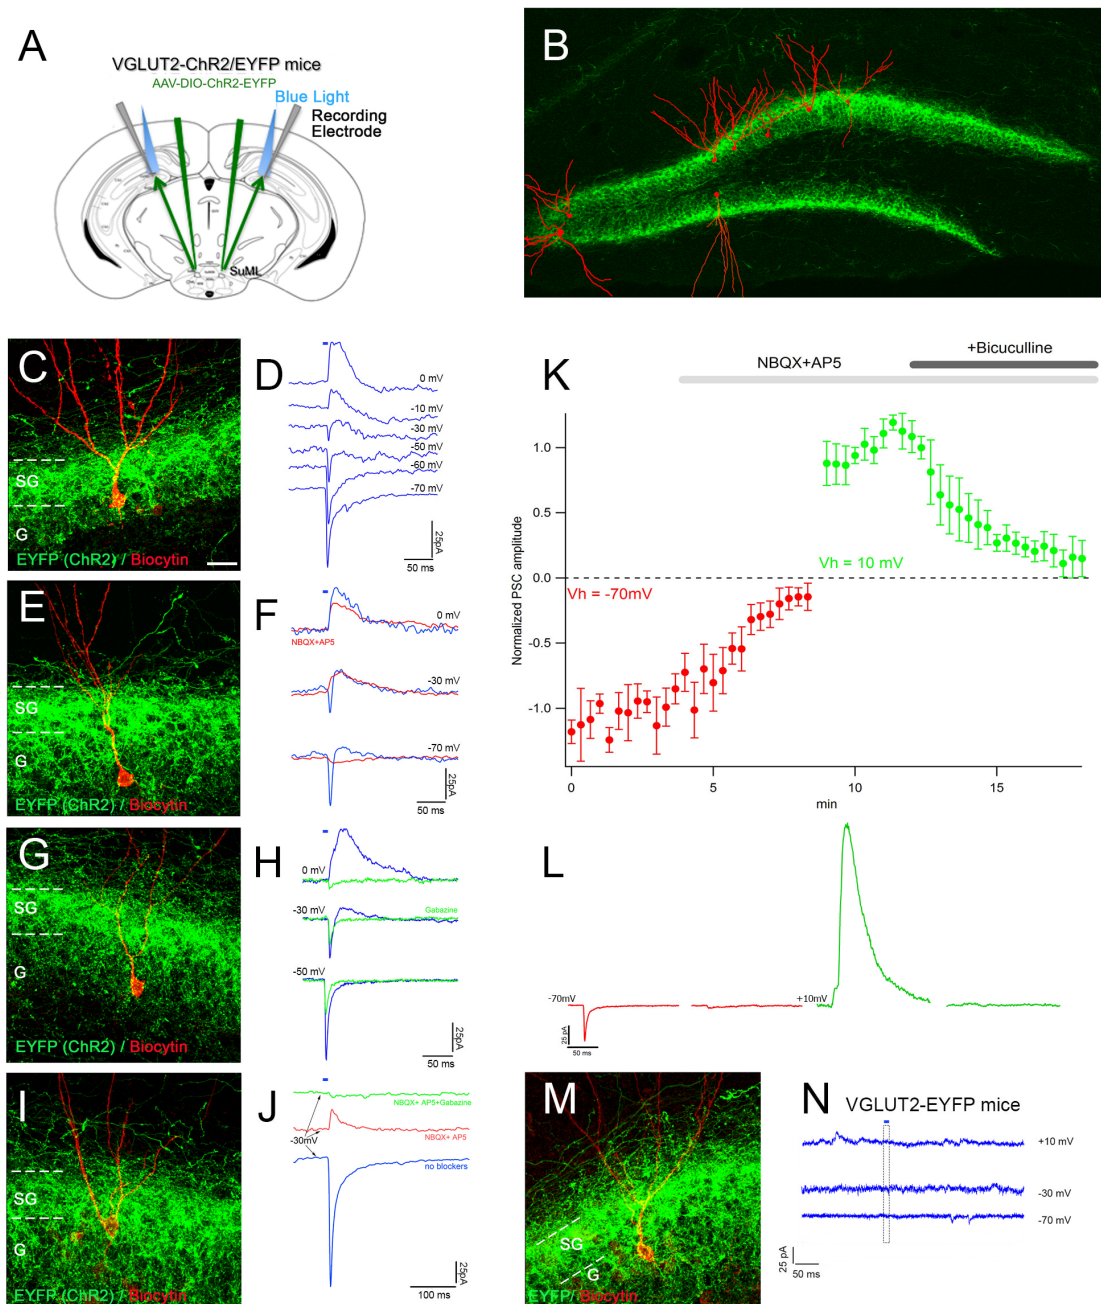 A
VGLUT2-ChR2/EYFP mice
AAV-DIO-ChR2-EYFP
Blue Light
Recording
Electrode
SuML
B
C
SG
G
EYFP (ChR2) / Biocytin
D
0 mV
-10 mV
-30 mV
-50 mV
-60 mV
-70 mV
25pA
50 ms
E
SG
G
EYFP (ChR2) / Biocytin
F
0 mV
NBQX+AP5
-30 mV
-70 mV
25pA
50 ms
G
SG
G
EYFP (ChR2) / Biocytin
H
0 mV
Gabazine
-30 mV
-50 mV
25pA
50 ms
I
SG
G
EYFP (ChR2) / Biocytin
J
NBQX+ AP5+Gabazine
-30mV
NBQX+ AP5
no blockers
25pA
100 ms
K
NBQX+AP5
+Bicuculline
Normalized PSC amplitude
1.0
0.5
0.0
-0.5
-1.0
Vh = -70mV
Vh = 10 mV
0
5
10
15
min
L
-70mV
+10mV
25 pA
50 ms
M
SG
G
EYFP/ Biocytin
N
VGLUT2-EYFP mice
+10 mV
-30 mV
-70 mV
25 pA
50 ms